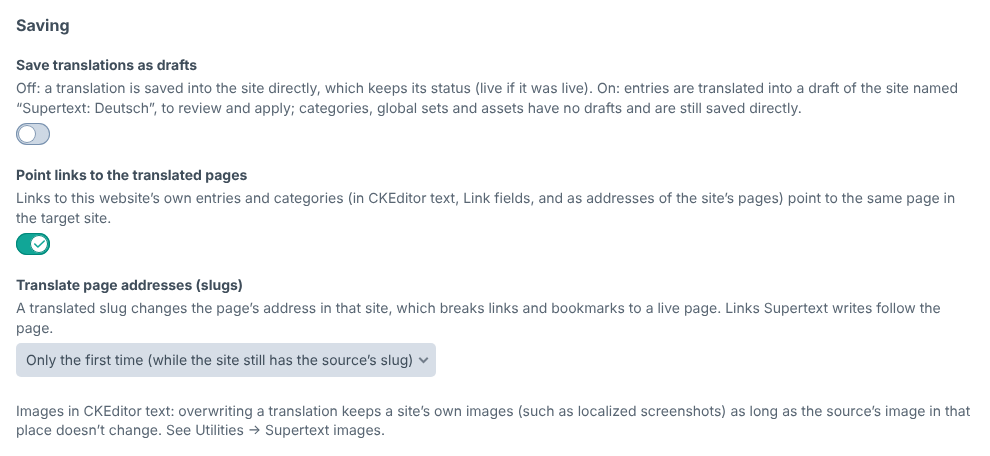 Saving
Save translations as drafts
Off: a translation is saved into the site directly, which keeps its status (live if it was live). On: entries are translated into a draft of the site named
“Supertext: Deutsch”, to review and apply; categories, global sets and assets have no drafts and are still saved directly.
Point links to the translated pages
Links to this website’s own entries and categories (in CKEditor text, Link fields, and as addresses of the site’s pages) point to the same page in
the target site.
Translate page addresses (slugs)
A translated slug changes the page’s address in that site, which breaks links and bookmarks to a live page. Links Supertext writes follow the
page.
Only the first time (while the site still has the source’s slug)
Images in CKEditor text: overwriting a translation keeps a site’s own images (such as localized screenshots) as long as the source’s image in that
place doesn’t change. See Utilities → Supertext images.